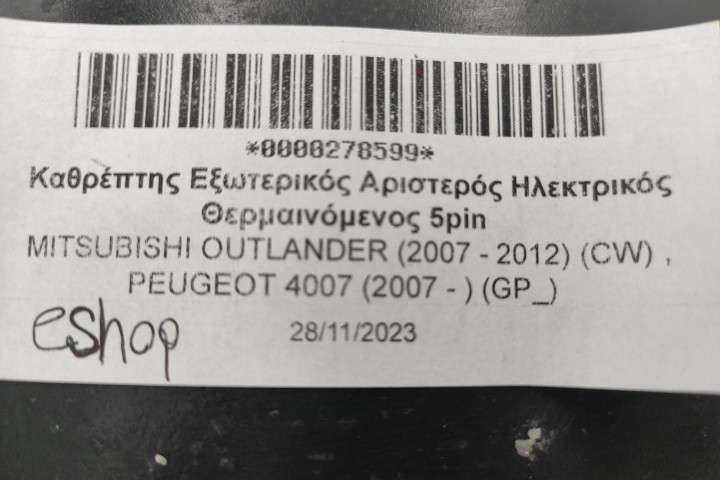 *0000278599*
Καθρέπτης Εξωτερικός Αριστερός Ηλεκτρικός
Θερμαινόμενος 5pin
MITSUBISHI OUTLANDER (2007 - 2012) (CW) ,
PEUGEOT 4007 (2007 - ) (GP_)
eshop 28/11/2023